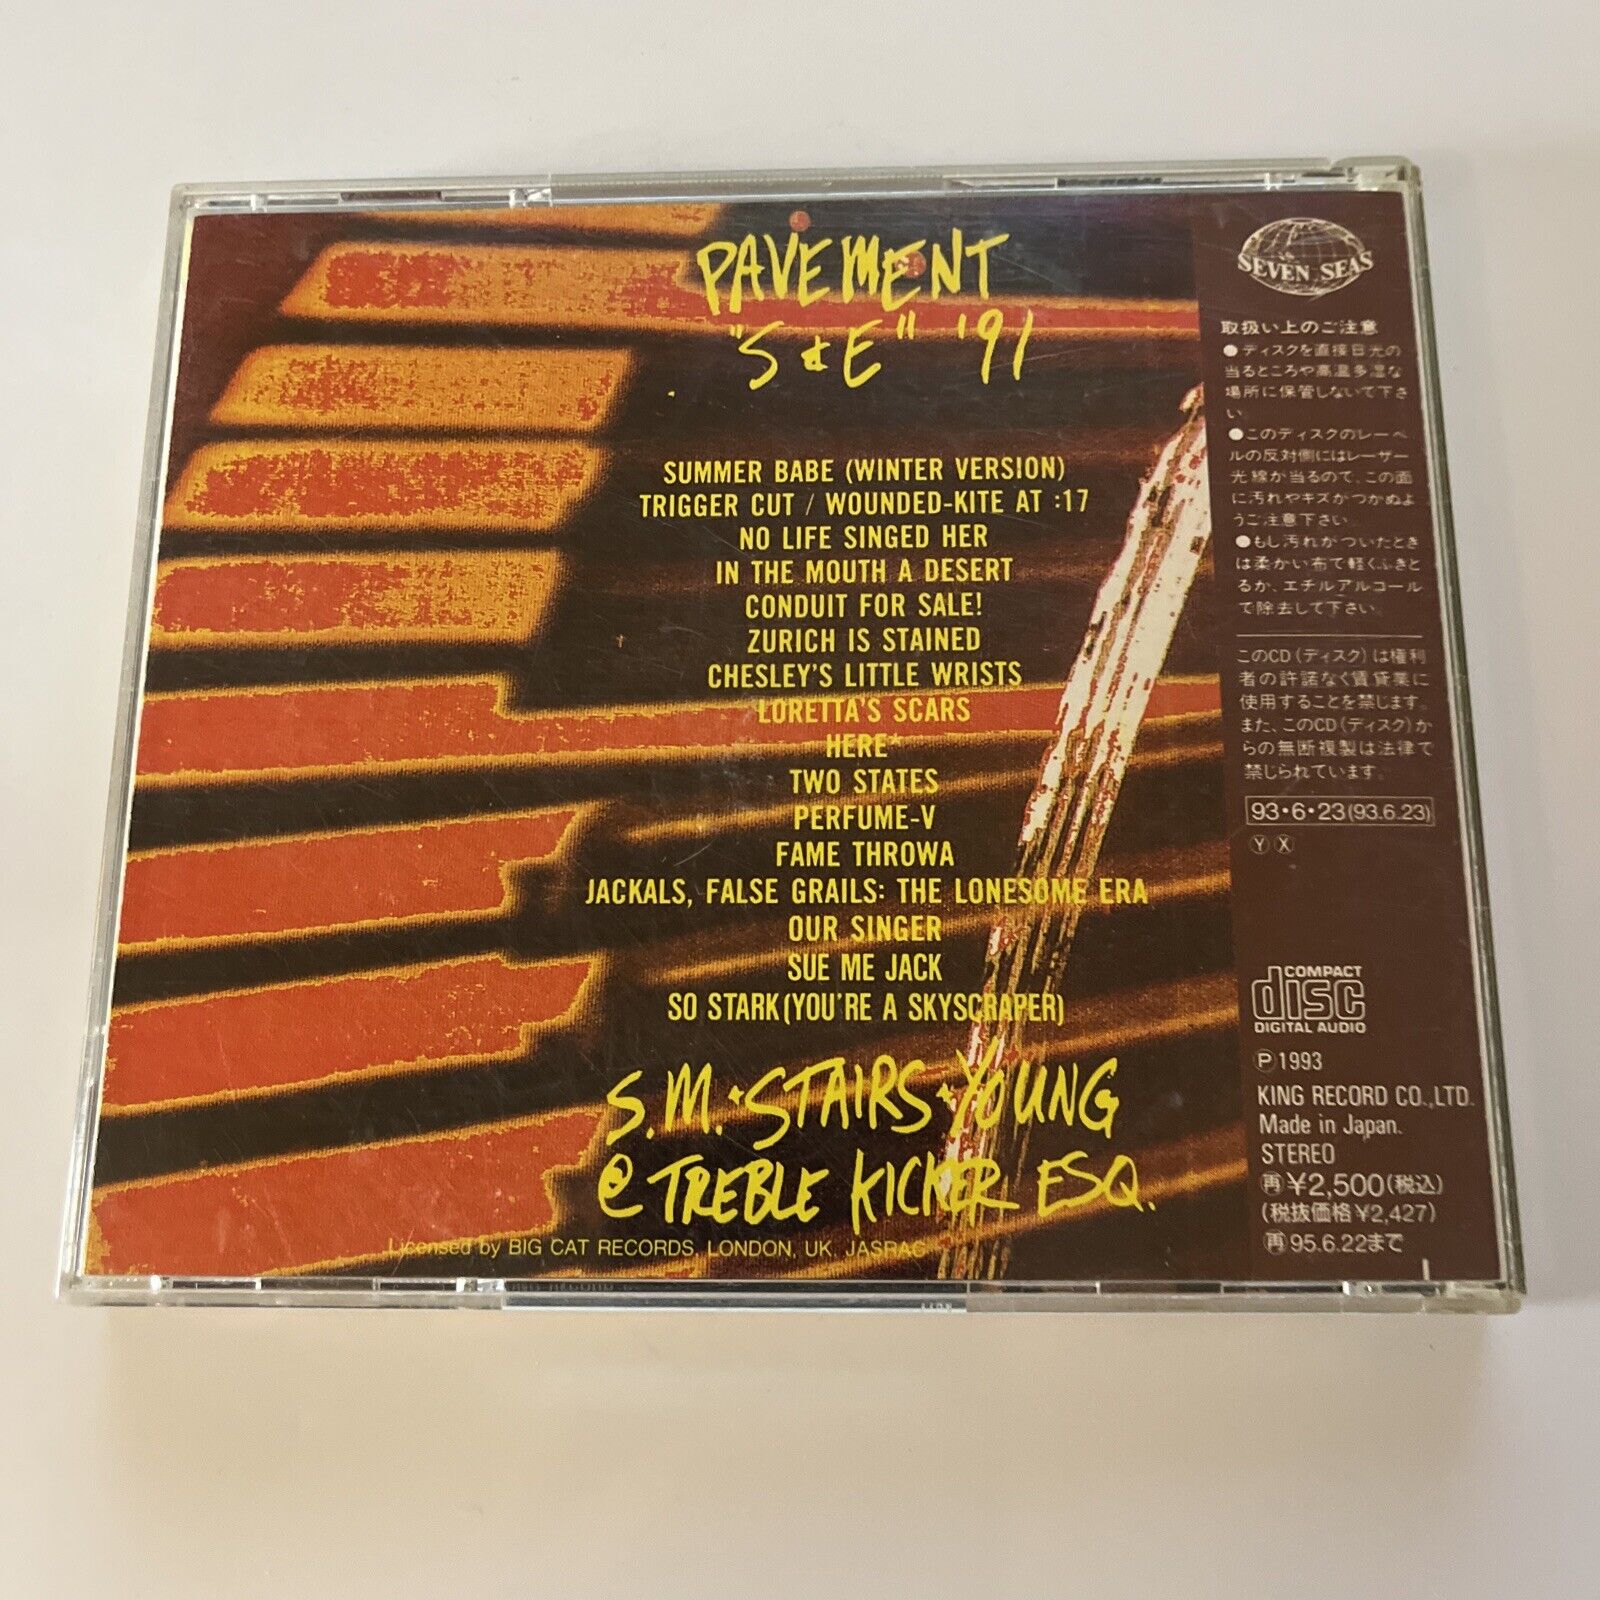 PAVEMENT
"S & E" '91
SUMMER BABE (WINTER VERSION)
TRIGGER CUT / WOUNDED-KITE AT :17
NO LIFE SINGED HER
IN THE MOUTH A DESERT
CONDUIT FOR SALE!
ZURICH IS STAINED
CHESLEY'S LITTLE WRISTS
LORETTA'S SCARS
HERE*
TWO STATES
PERFUME-V
FAME THROWA
JACKALS, FALSE GRAILS: THE LONESOME ERA
OUR SINGER
SUE ME JACK
SO STARK (YOU'RE A SKYSCRAPER)
S.M. + STAIRS + YOUNG
@ TREBLE KICKER ESQ.
Licensed by BIG CAT RECORDS, LONDON, UK, JASRAC
SEVEN SEAS
取扱い上のご注意
●ディスクを直接日光の
当るところや高温多湿な
場所に保管しないで下さ
い
●このディスクのレーベ
ルの反対側にはレーザー
光線が当るので、この面
に汚れやキズがつかぬよ
うご注意下さい。
●もし汚れがついたとき
は柔かい布で軽くふきと
るか、エチルアルコール
で除去して下さい。
このCD(ディスク)は権利
者の許諾なく賃貸業に
使用することを禁じます。
また、このCD(ディスク)か
らの無断複製は法律で
禁じられています。
93・6・23(93.6.23)
Ⓨ Ⓧ
COMPACT
disc
DIGITAL AUDIO
Ⓟ1993
KING RECORD CO.,LTD.
Made in Japan.
STEREO
再¥2,500(税込)
(税抜価格¥2,427)
再95.6.22まで